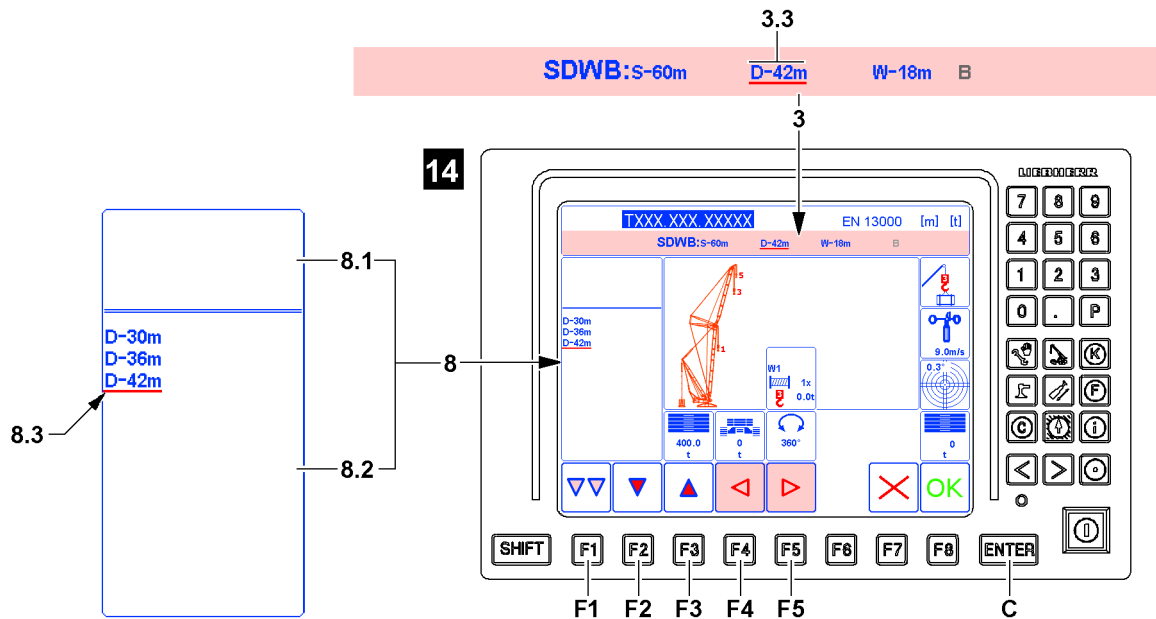 3.3
SDWB:S-60m D-42m W-18m B
3
14
LIEBHERR
TXXX.XXX.XXXXX EN 13000 [m] [t]
SDWB:S-60m D-42m W-18m B
8.1
D-30m
D-36m
D-42m
8.3
8
8.2
D-30m
D-36m
D-42m
5
3
1
W1
3
1x
0.0t
400.0
t
0
t
360°
3
9.0m/s
0.3°
0
t
OK
7 8 9
4 5 6
1 2 3
0 . P
K
F
C i
SHIFT F1 F2 F3 F4 F5 F6 F7 F8 ENTER
F1 F2 F3 F4 F5 C